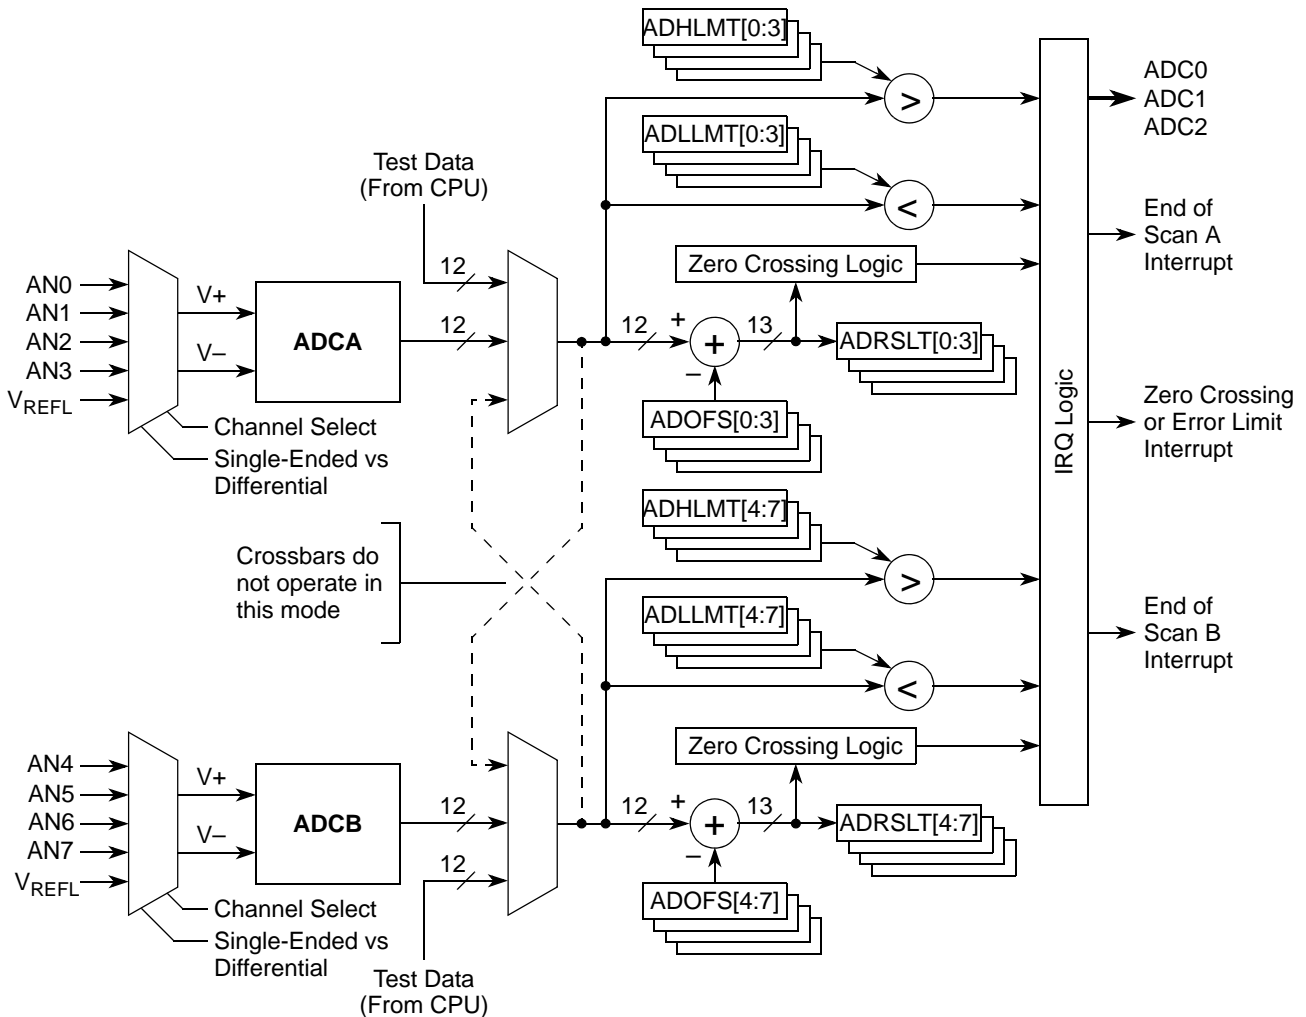 ADHLMT[0:3]
>
ADC0
ADC1
ADC2
ADLLMT[0:3]
<
Test Data
(From CPU)
End of
Scan A
Interrupt
12
Zero Crossing Logic
AN0
AN1
AN2
AN3
VREFL
V+
V–
ADCA
12
12
+
–
+
13
ADRSLT[0:3]
ADOFS[0:3]
Channel Select
Single-Ended vs
Differential
IRQ Logic
Zero Crossing
or Error Limit
Interrupt
ADHLMT[4:7]
>
Crossbars do
not operate in
this mode
ADLLMT[4:7]
<
End of
Scan B
Interrupt
Zero Crossing Logic
AN4
AN5
AN6
AN7
VREFL
V+
V–
ADCB
12
12
12
+
–
+
13
ADRSLT[4:7]
ADOFS[4:7]
Channel Select
Single-Ended vs
Differential
Test Data
(From CPU)